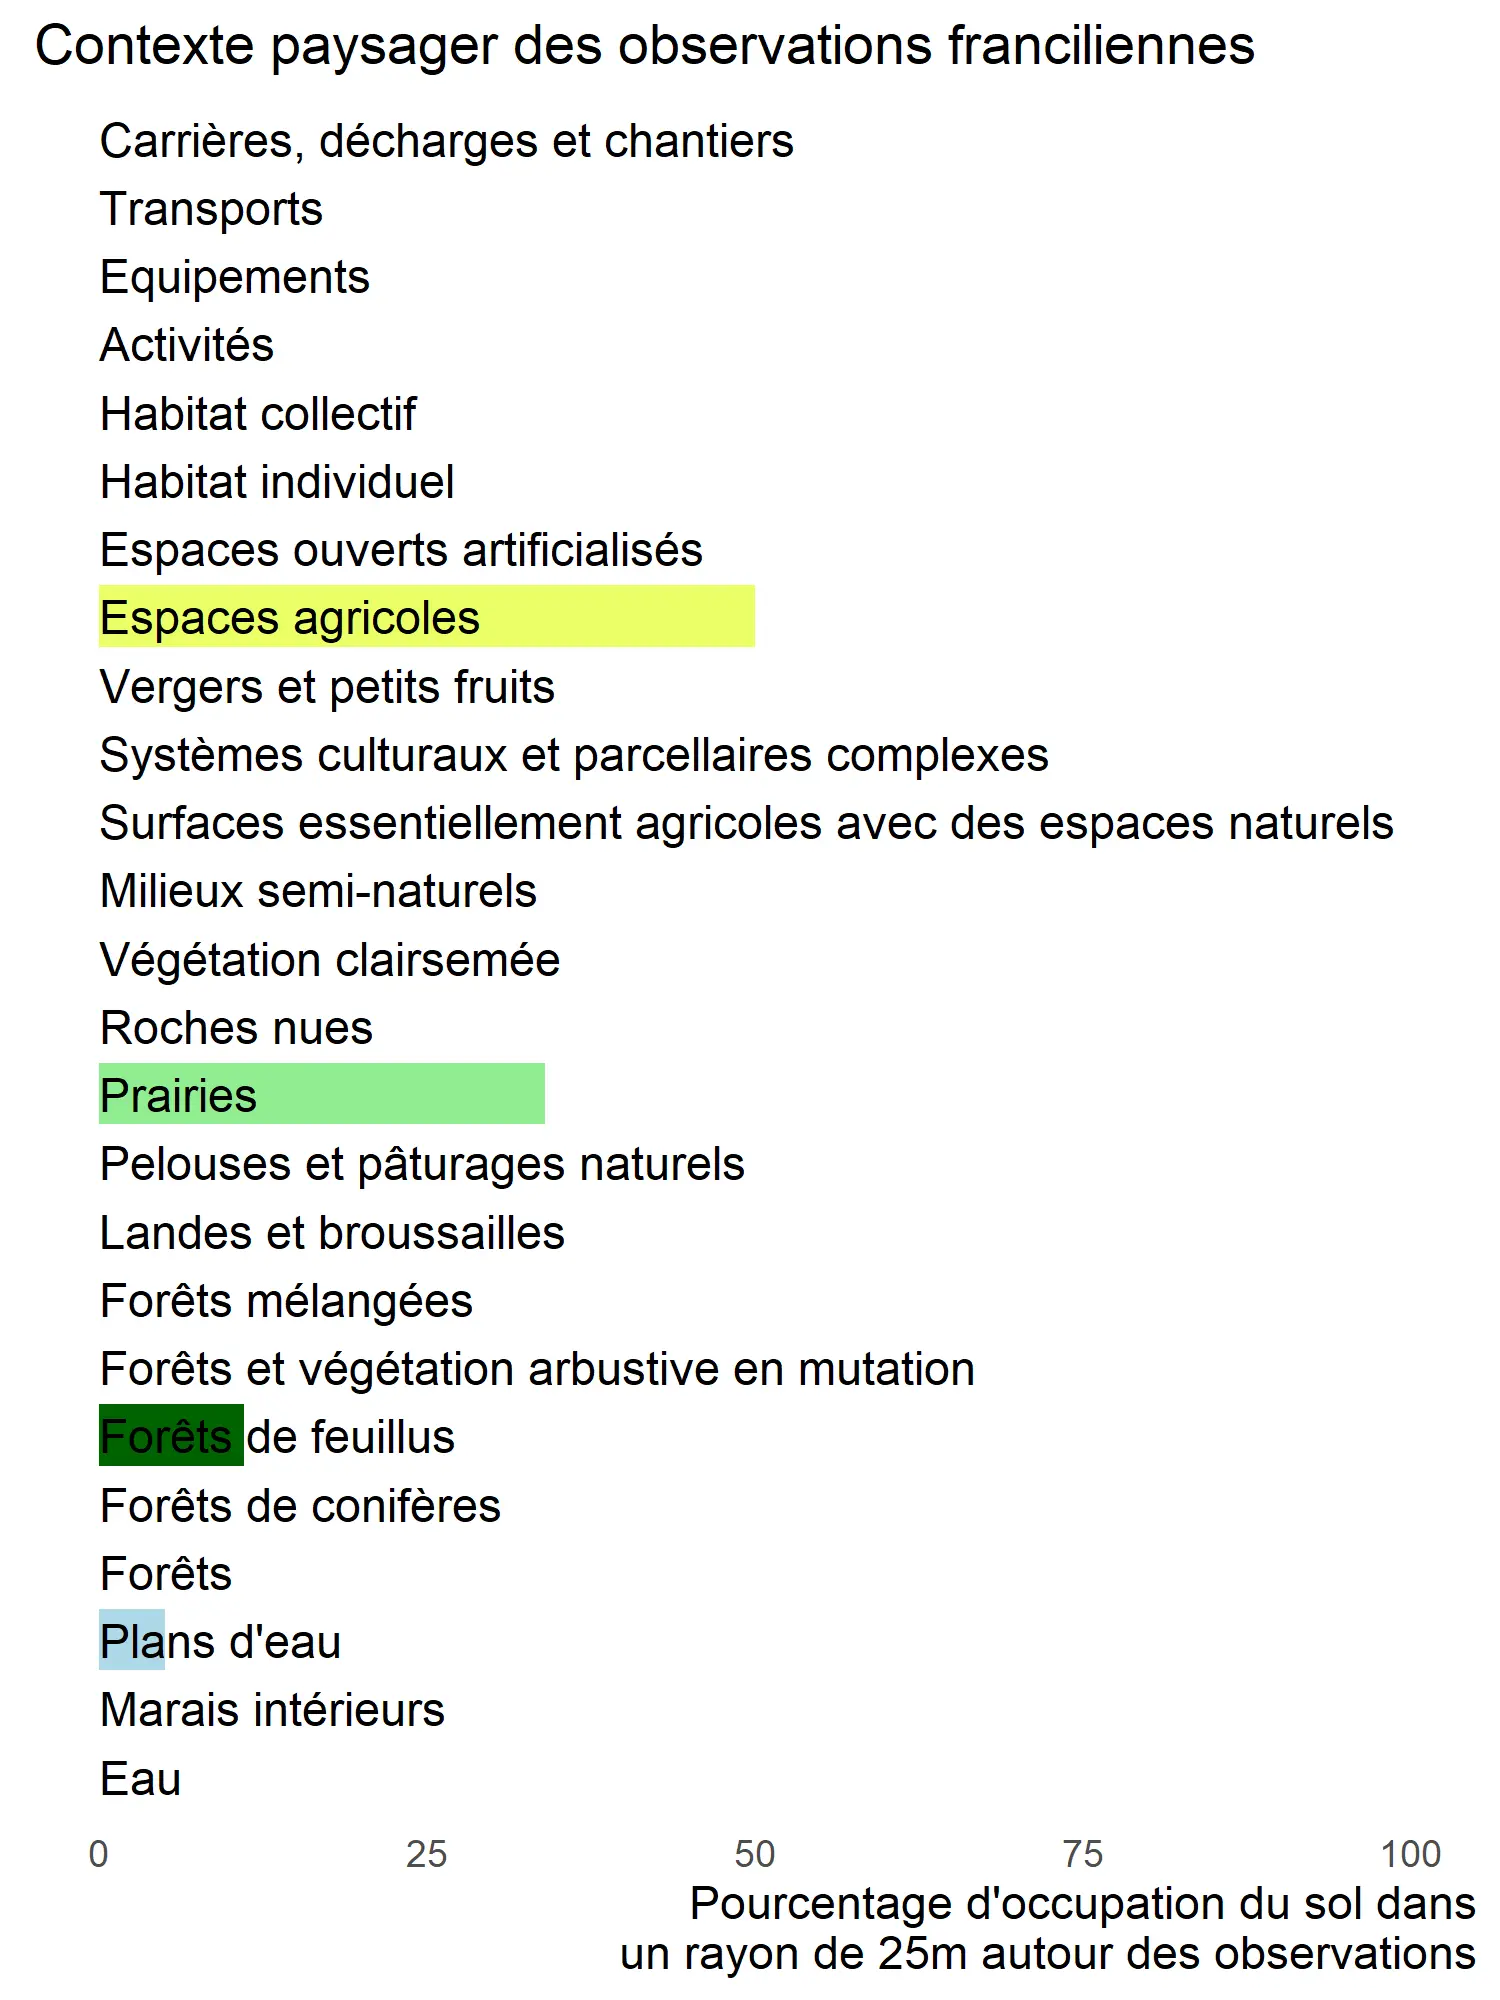 Contexte paysager des observations franciliennes
Carrières, décharges et chantiers
Transports
Equipements
Activités
Habitat collectif
Habitat individuel
Espaces ouverts artificialisés
Espaces agricoles
Vergers et petits fruits
Systèmes culturaux et parcellaires complexes
Surfaces essentiellement agricoles avec des espaces naturels
Milieux semi-naturels
Végétation clairsemée
Roches nues
Prairies
Pelouses et pâturages naturels
Landes et broussailles
Forêts mélangées
Forêts et végétation arbustive en mutation
Forêts de feuillus
Forêts de conifères
Forêts
Plans d'eau
Marais intérieurs
Eau
0 25 50 75 100
Pourcentage d'occupation du sol dans
un rayon de 25m autour des observations